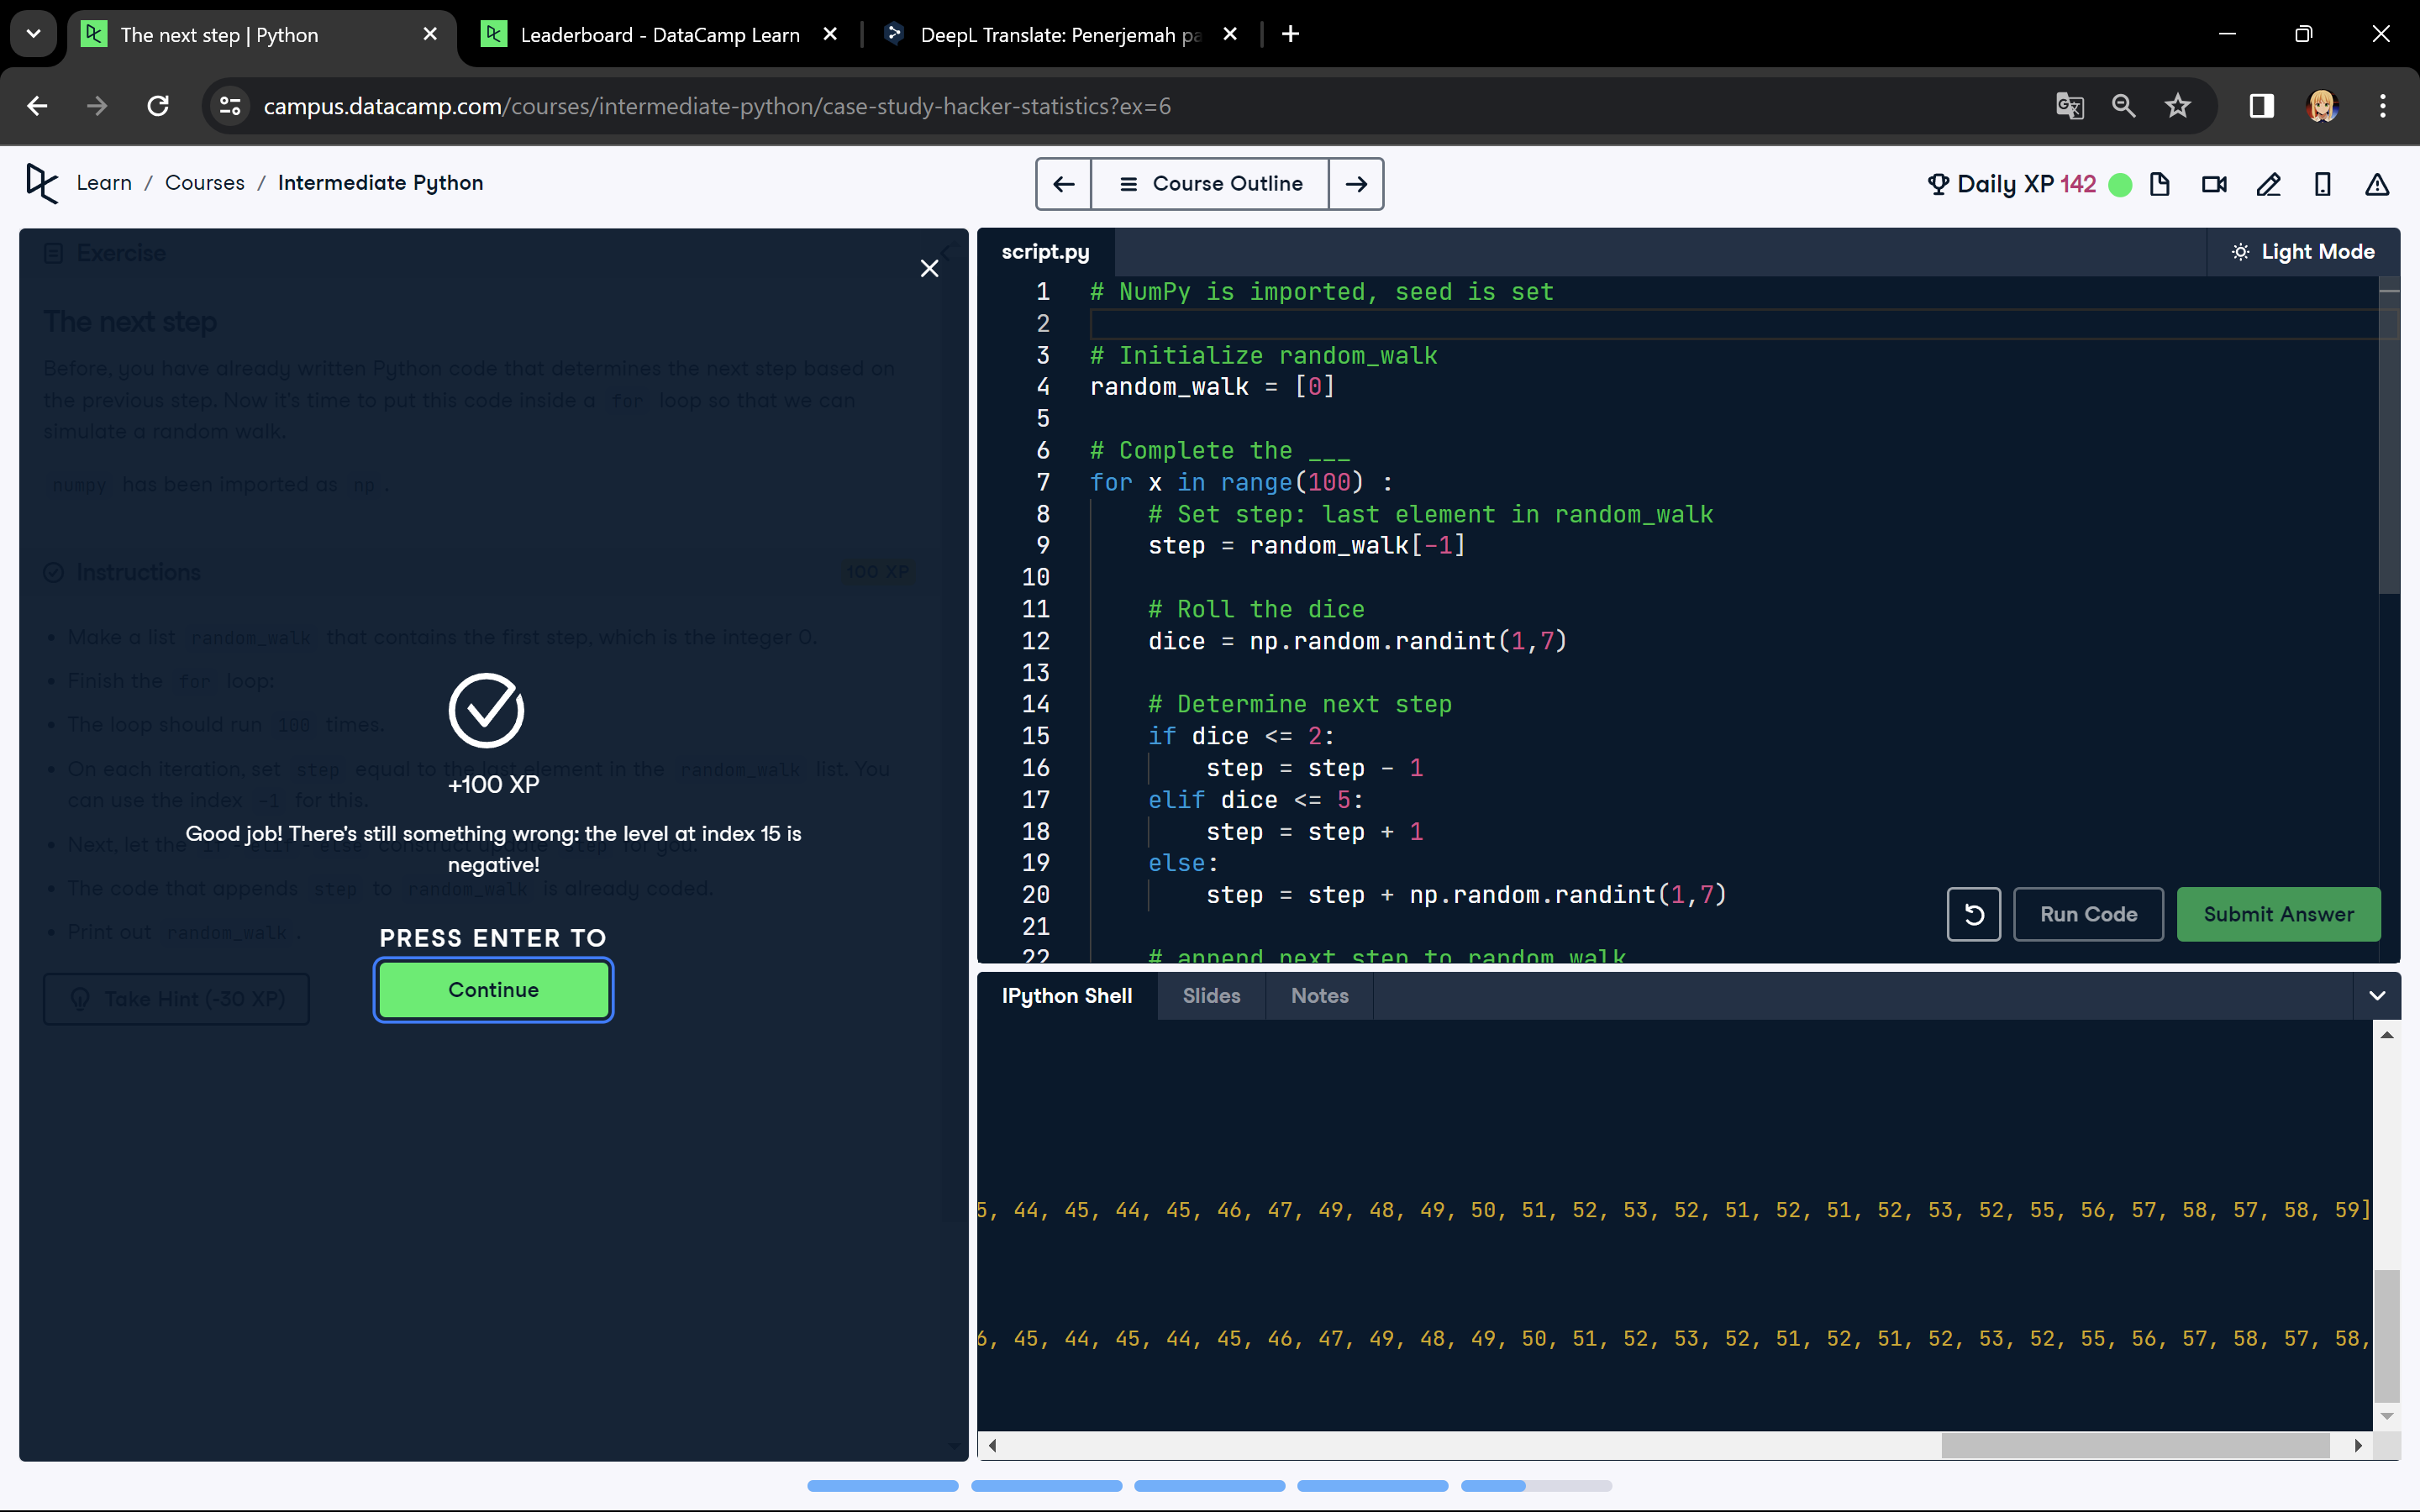 The next step | Python
Leaderboard - DataCamp Learn
DeepL Translate: Penerjemah pa
campus.datacamp.com/courses/intermediate-python/case-study-hacker-statistics?ex=6
Learn / Courses / Intermediate Python
Course Outline
Daily XP 142
Exercise
The next step
Before, you have already written Python code that determines the next step based on
the previous step. Now it's time to put this code inside a for loop so that we can
simulate a random walk.
numpy has been imported as np.
Instructions
100 XP
• Make a list random_walk that contains the first step, which is the integer 0.
• Finish the for loop:
• The loop should run 100 times.
• On each iteration, set step equal to the last element in the random_walk list. You
can use the index -1 for this.
• Next, let the if-elif-else construct update step for you.
• The code that appends step to random_walk is already coded.
• Print out random_walk.
Take Hint (-30 XP)
+100 XP
Good job! There's still something wrong: the level at index 15 is
negative!
PRESS ENTER TO
Continue
script.py
Light Mode
1 # NumPy is imported, seed is set
2
3 # Initialize random_walk
4 random_walk = [0]
5
6 # Complete the ___
7 for x in range(100) :
8 # Set step: last element in random_walk
9 step = random_walk[-1]
10
11 # Roll the dice
12 dice = np.random.randint(1,7)
13
14 # Determine next step
15 if dice <= 2:
16 step = step - 1
17 elif dice <= 5:
18 step = step + 1
19 else:
20 step = step + np.random.randint(1,7)
21
22 # append next_step to random_walk
Run Code
Submit Answer
IPython Shell
Slides
Notes
5, 44, 45, 44, 45, 46, 47, 49, 48, 49, 50, 51, 52, 53, 52, 51, 52, 51, 52, 53, 52, 55, 56, 57, 58, 57, 58, 59]
6, 45, 44, 45, 44, 45, 46, 47, 49, 48, 49, 50, 51, 52, 53, 52, 51, 52, 51, 52, 53, 52, 55, 56, 57, 58, 57, 58,